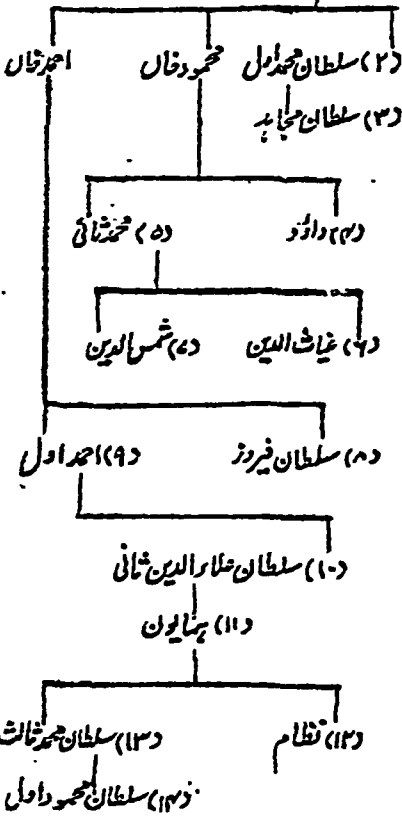 (۲) سلطان محمد اول محمود خاں احمد خاں
(۳) سلطان مجاہد
(۴) داؤد (۵) محمد ثانی
(۶) غیاث الدین (۷) شمس الدین
(۸) سلطان فیروز (۹) احمد اول
(۱۰) سلطان علاء الدین ثانی
(۱۱) ہمایون
(۱۲) نظام (۱۳) سلطان محمد ثالث
(۱۴) سلطان محمود اول